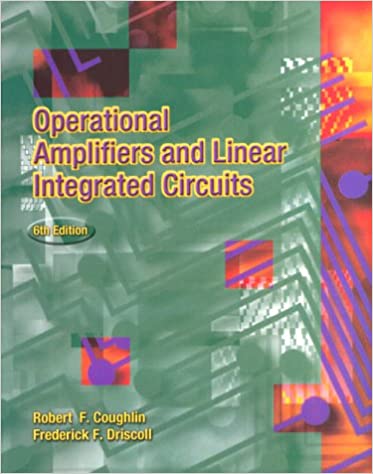 Operational
Amplifiers and Linear
Integrated Circuits
6th Edition
Robert F. Coughlin
Frederick F. Driscoll